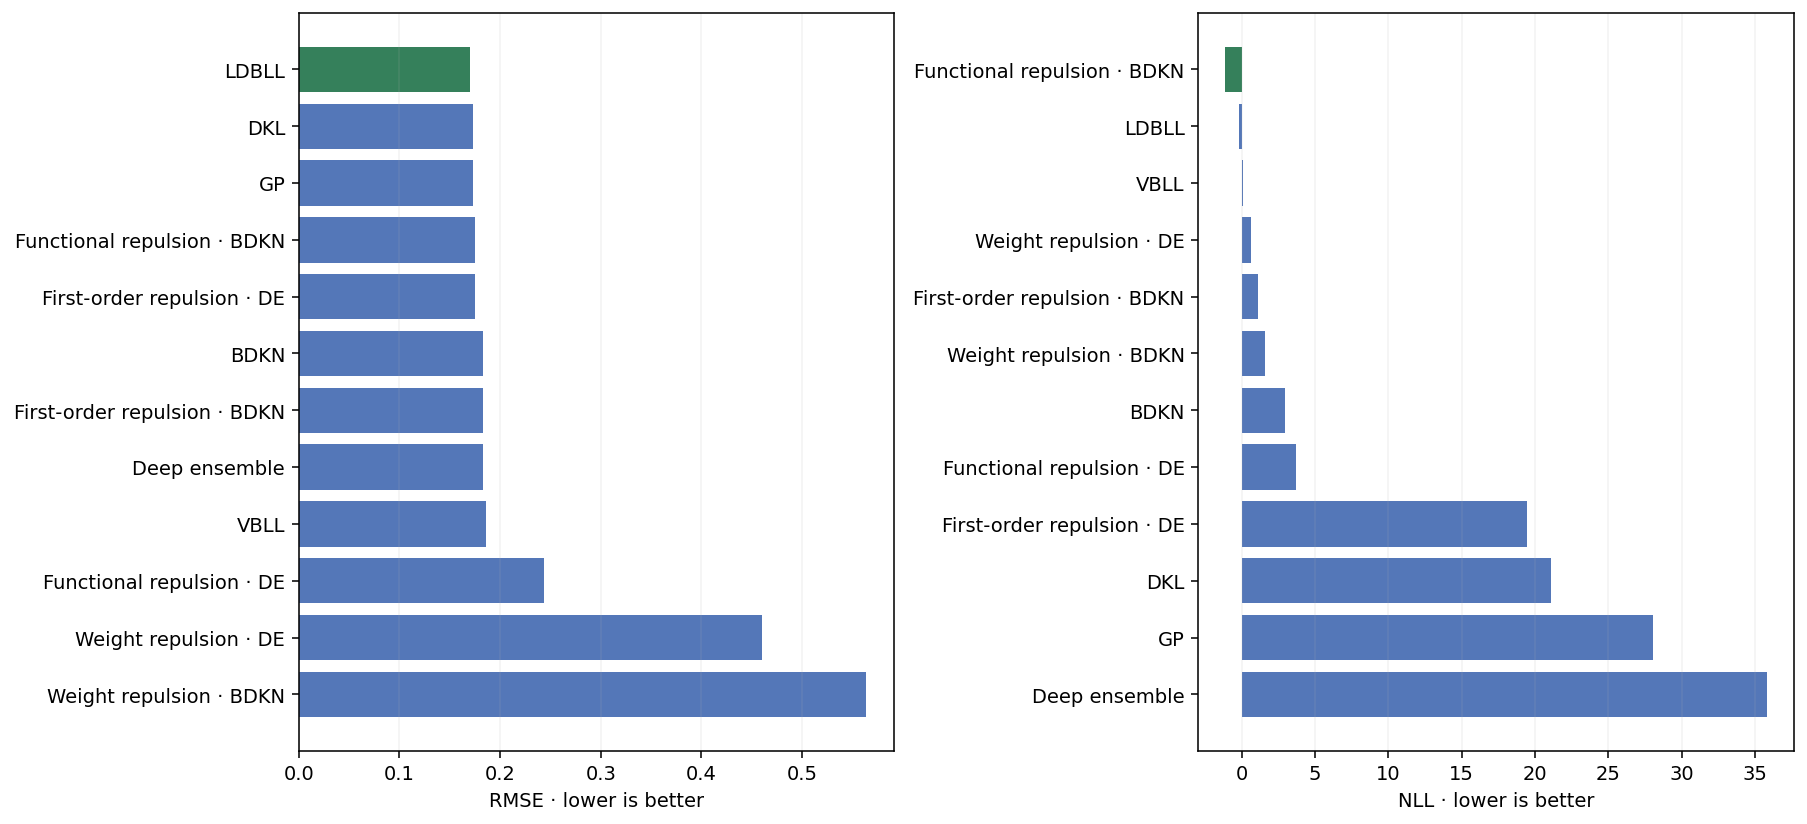 LDBLL
DKL
GP
Functional repulsion · BDKN
First-order repulsion · DE
BDKN
First-order repulsion · BDKN
Deep ensemble
VBLL
Functional repulsion · DE
Weight repulsion · DE
Weight repulsion · BDKN
0.0 0.1 0.2 0.3 0.4 0.5
RMSE · lower is better
Functional repulsion · BDKN
LDBLL
VBLL
Weight repulsion · DE
First-order repulsion · BDKN
Weight repulsion · BDKN
BDKN
Functional repulsion · DE
First-order repulsion · DE
DKL
GP
Deep ensemble
0 5 10 15 20 25 30 35
NLL · lower is better